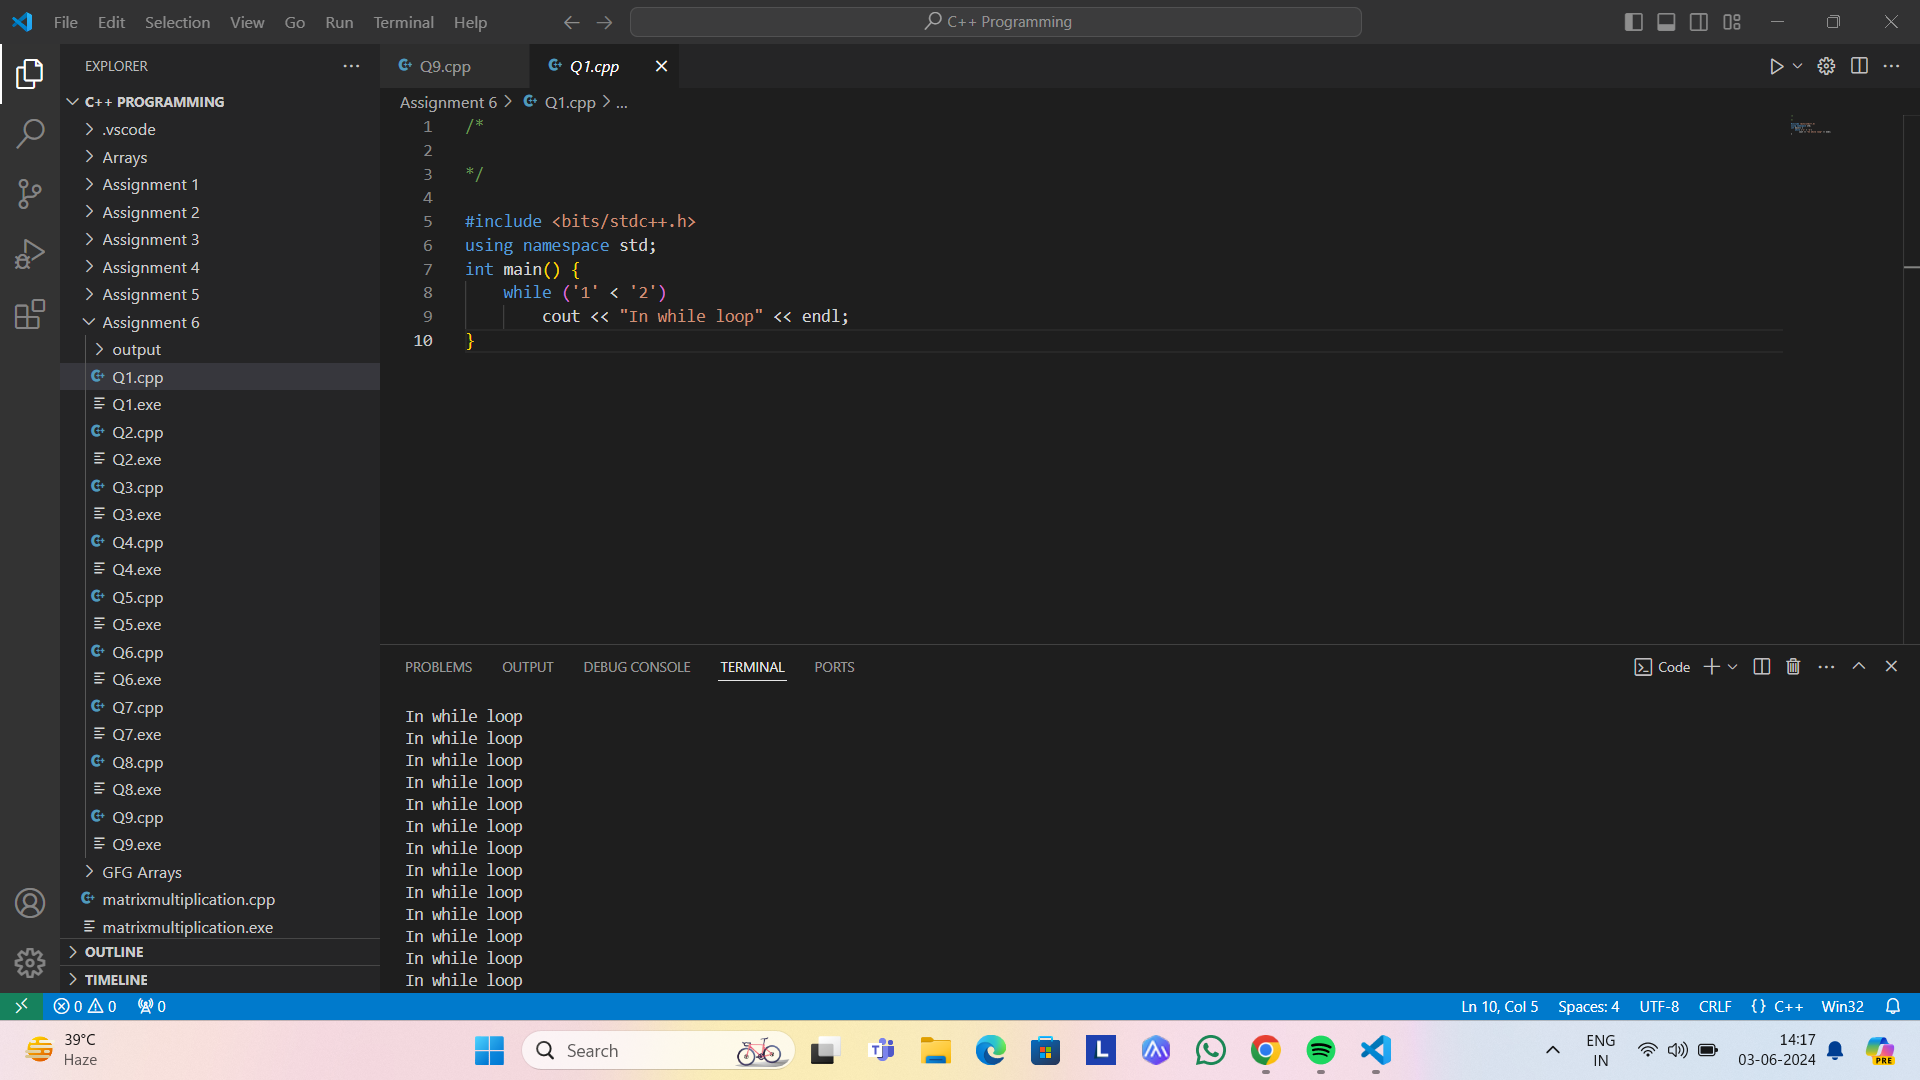 File Edit Selection View Go Run Terminal Help
C++ Programming
EXPLORER
C++ PROGRAMMING
.vscode
Arrays
Assignment 1
Assignment 2
Assignment 3
Assignment 4
Assignment 5
Assignment 6
output
Q1.cpp
Q1.exe
Q2.cpp
Q2.exe
Q3.cpp
Q3.exe
Q4.cpp
Q4.exe
Q5.cpp
Q5.exe
Q6.cpp
Q6.exe
Q7.cpp
Q7.exe
Q8.cpp
Q8.exe
Q9.cpp
Q9.exe
GFG Arrays
matrixmultiplication.cpp
matrixmultiplication.exe
OUTLINE
TIMELINE
Q9.cpp Q1.cpp
Assignment 6 > Q1.cpp > ...
1 /*
2
3 */
4
5 #include <bits/stdc++.h>
6 using namespace std;
7 int main() {
8 while ('1' < '2')
9 cout << "In while loop" << endl;
10 }
PROBLEMS OUTPUT DEBUG CONSOLE TERMINAL PORTS
Code
In while loop
In while loop
In while loop
In while loop
In while loop
In while loop
In while loop
In while loop
In while loop
In while loop
In while loop
In while loop
In while loop
0 0 0
Ln 10, Col 5 Spaces: 4 UTF-8 CRLF {} C++ Win32
39°C
Haze
Search
T
L
ENG
IN
14:17
03-06-2024
PRE